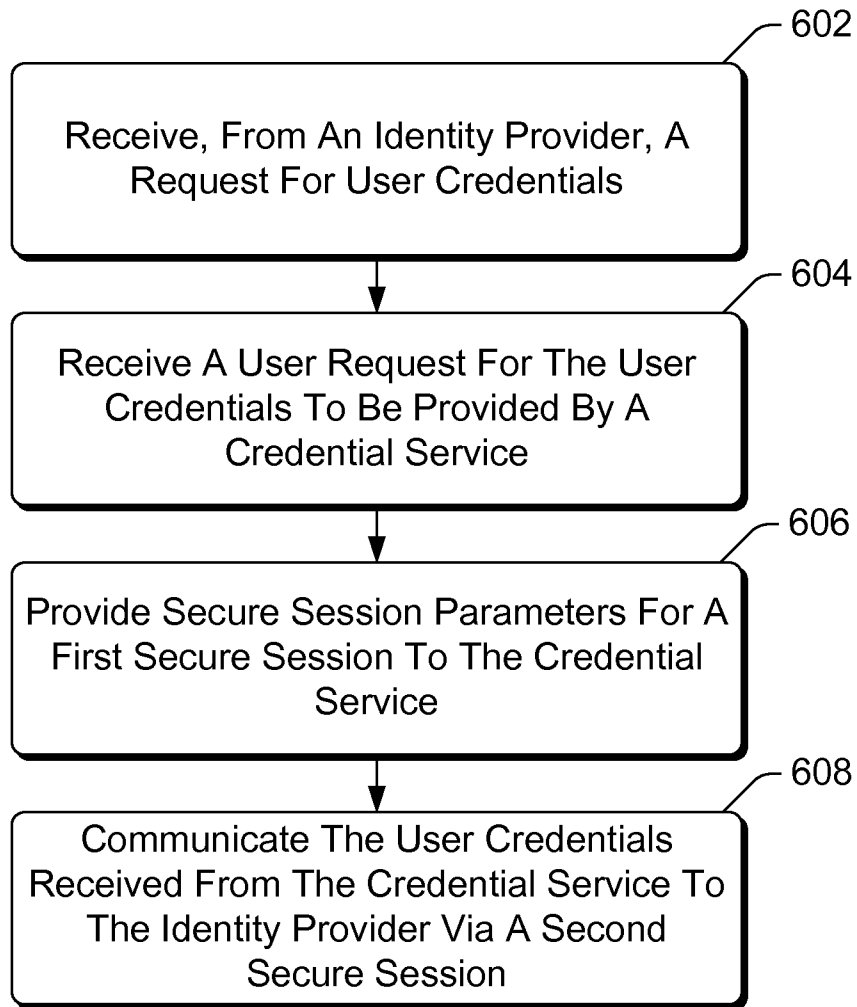 602
Receive, From An Identity Provider, A
Request For User Credentials
604
Receive A User Request For The User
Credentials To Be Provided By A
Credential Service
606
Provide Secure Session Parameters For A
First Secure Session To The Credential
Service
608
Communicate The User Credentials
Received From The Credential Service To
The Identity Provider Via A Second
Secure Session